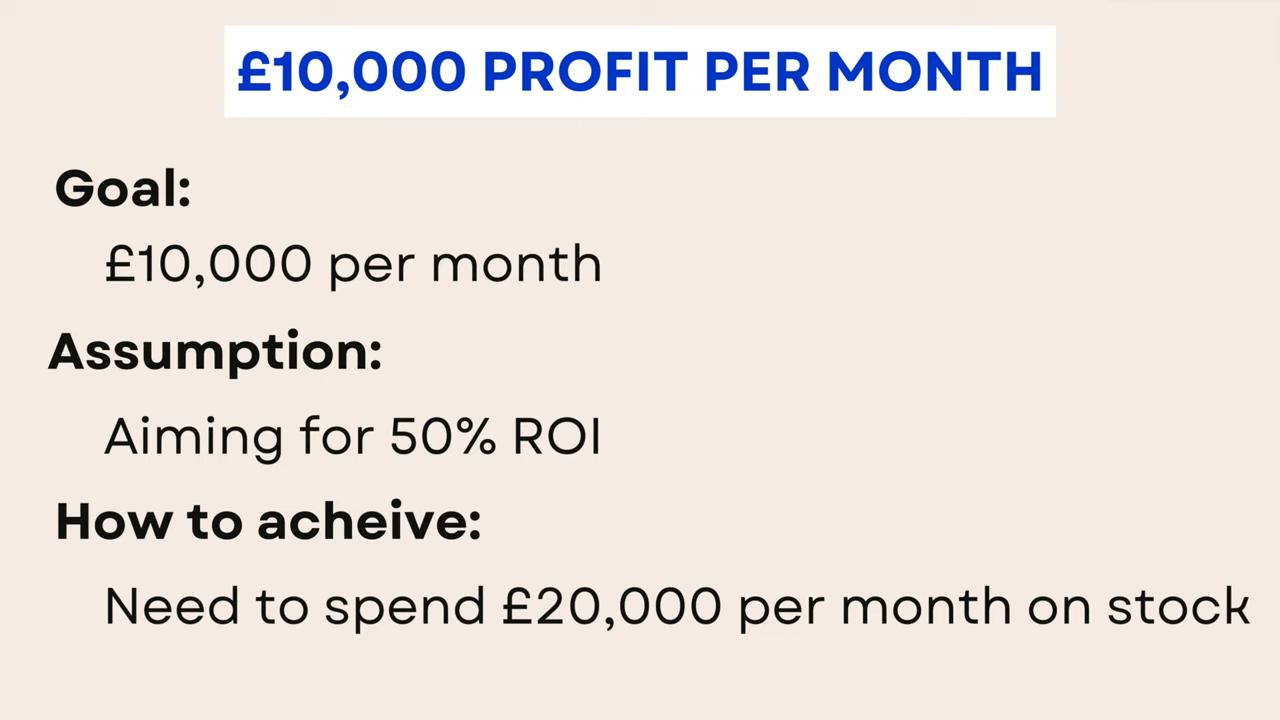 £10,000 PROFIT PER MONTH
Goal:
£10,000 per month
Assumption:
Aiming for 50% ROI
How to acheive:
Need to spend £20,000 per month on stock